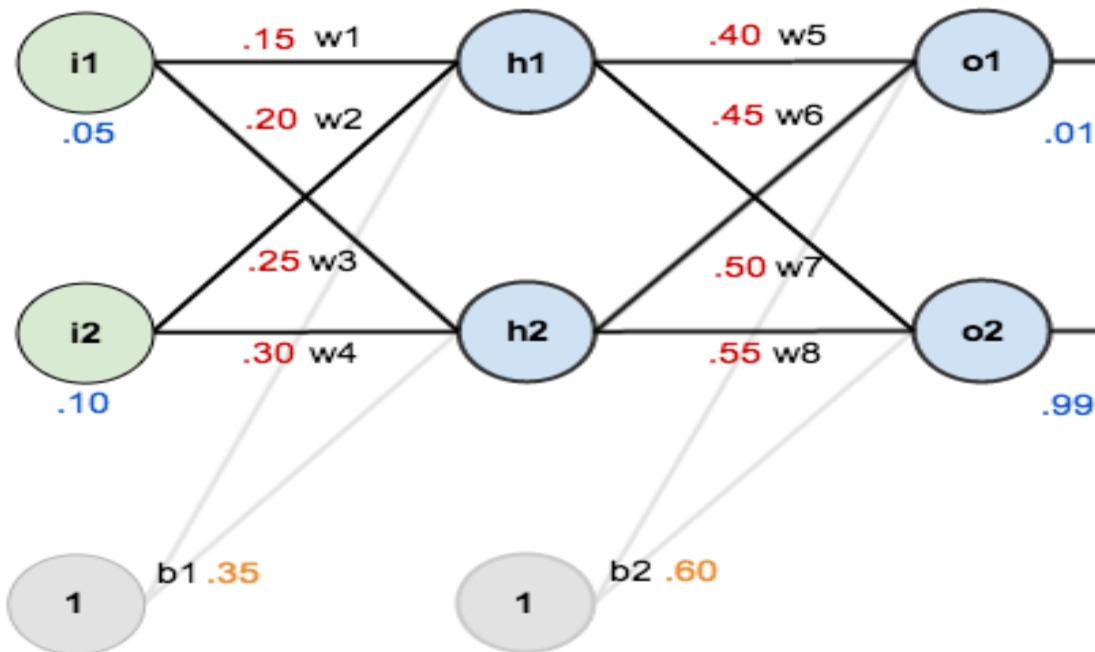 i1 .15 w1 h1 .40 w5 o1
.05 .20 w2 .45 w6 .01
.25 w3 .50 w7
i2 .30 w4 h2 .55 w8 o2
.10 .99
1 b1 .35 1 b2 .60